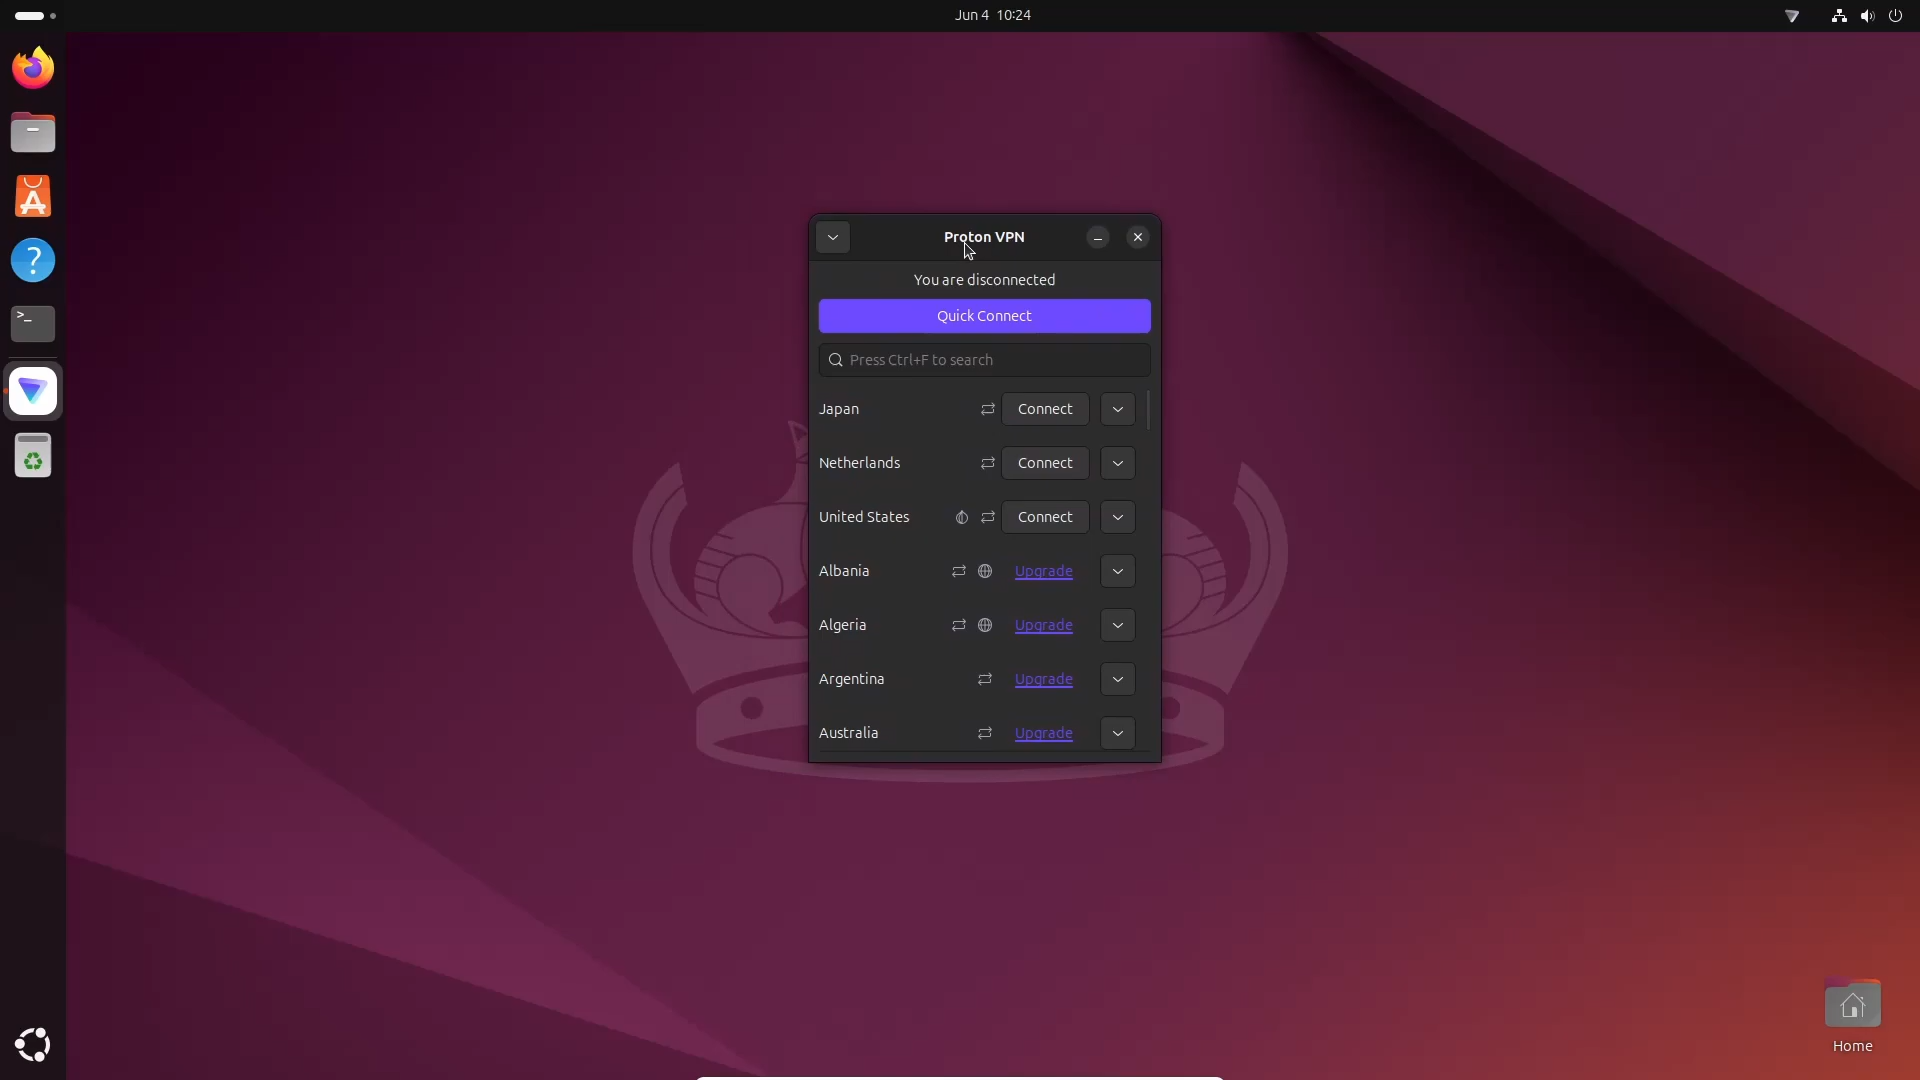 Jun 4 10:24
Proton VPN
You are disconnected
Quick Connect
Press Ctrl+F to search
Japan Connect
Netherlands Connect
United States Connect
Albania Upgrade
Algeria Upgrade
Argentina Upgrade
Australia Upgrade
Home